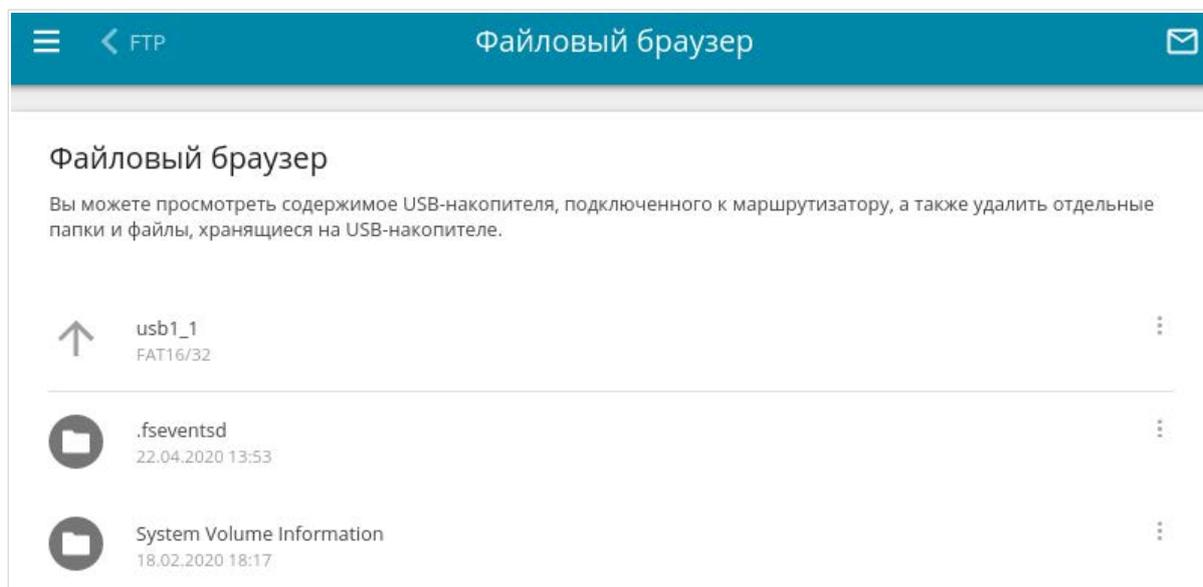 FTP
Файловый браузер
Файловый браузер
Вы можете просмотреть содержимое USB-накопителя, подключенного к маршрутизатору, а также удалить отдельные
папки и файлы, хранящиеся на USB-накопителе.
usb1_1
FAT16/32
.fseventsd
22.04.2020 13:53
System Volume Information
18.02.2020 18:17